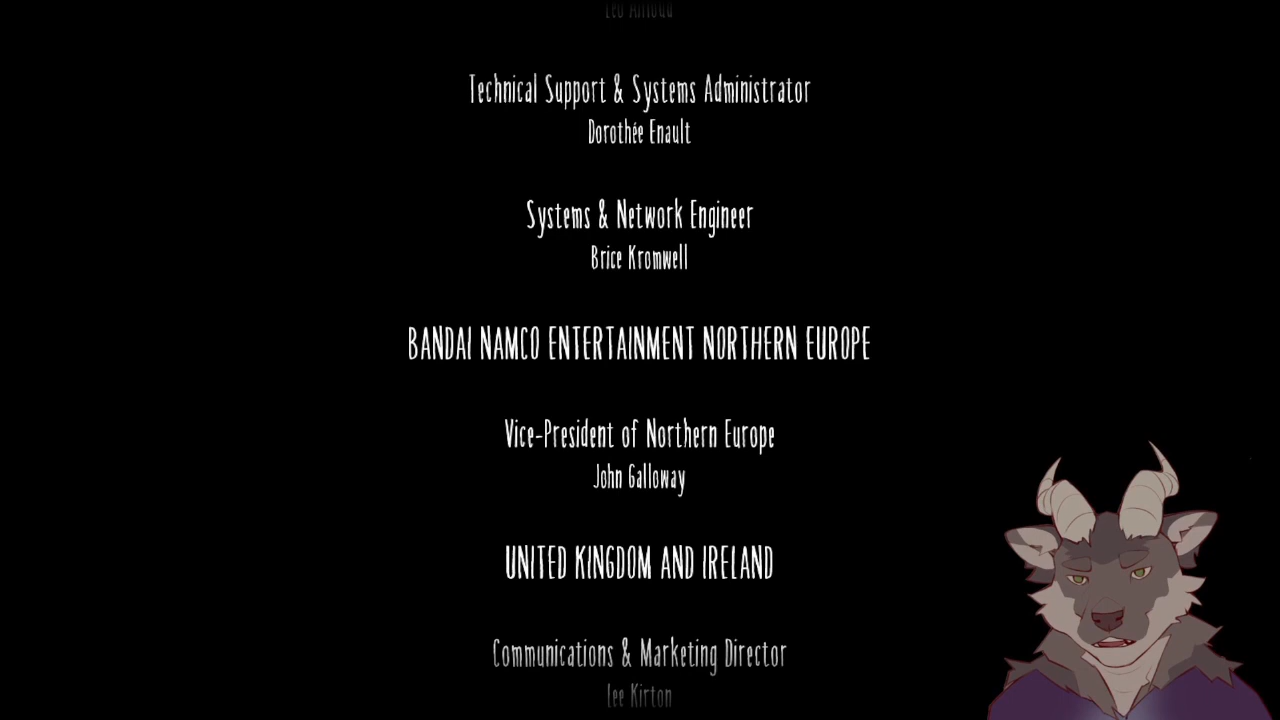 Technical Support & Systems Administrator
Dorothée Enault
Systems & Network Engineer
Brice Kromwell
BANDAI NAMCO ENTERTAINMENT NORTHERN EUROPE
Vice-President of Northern Europe
John Galloway
UNITED KINGDOM AND IRELAND
Communications & Marketing Director
Lee Kirton